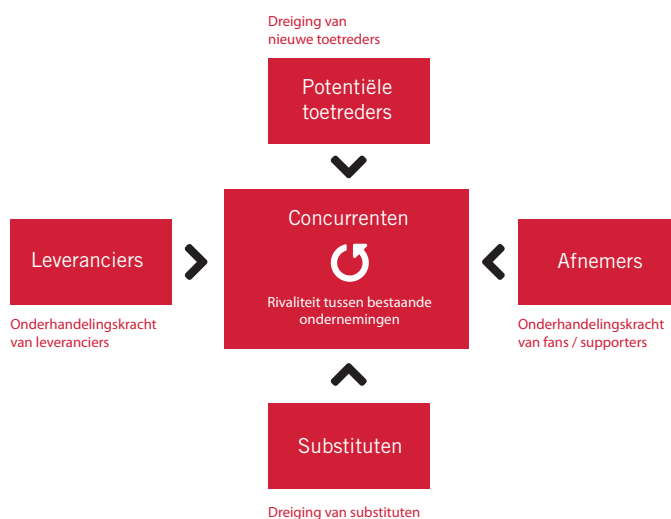 Dreiging van
nieuwe toetreders
Potentiële
toetreders
Leveranciers
Onderhandelingskracht
van leveranciers
Concurrenten
Rivaliteit tussen bestaande
ondernemingen
Afnemers
Onderhandelingskracht
van fans / supporters
Substituten
Dreiging van substituten